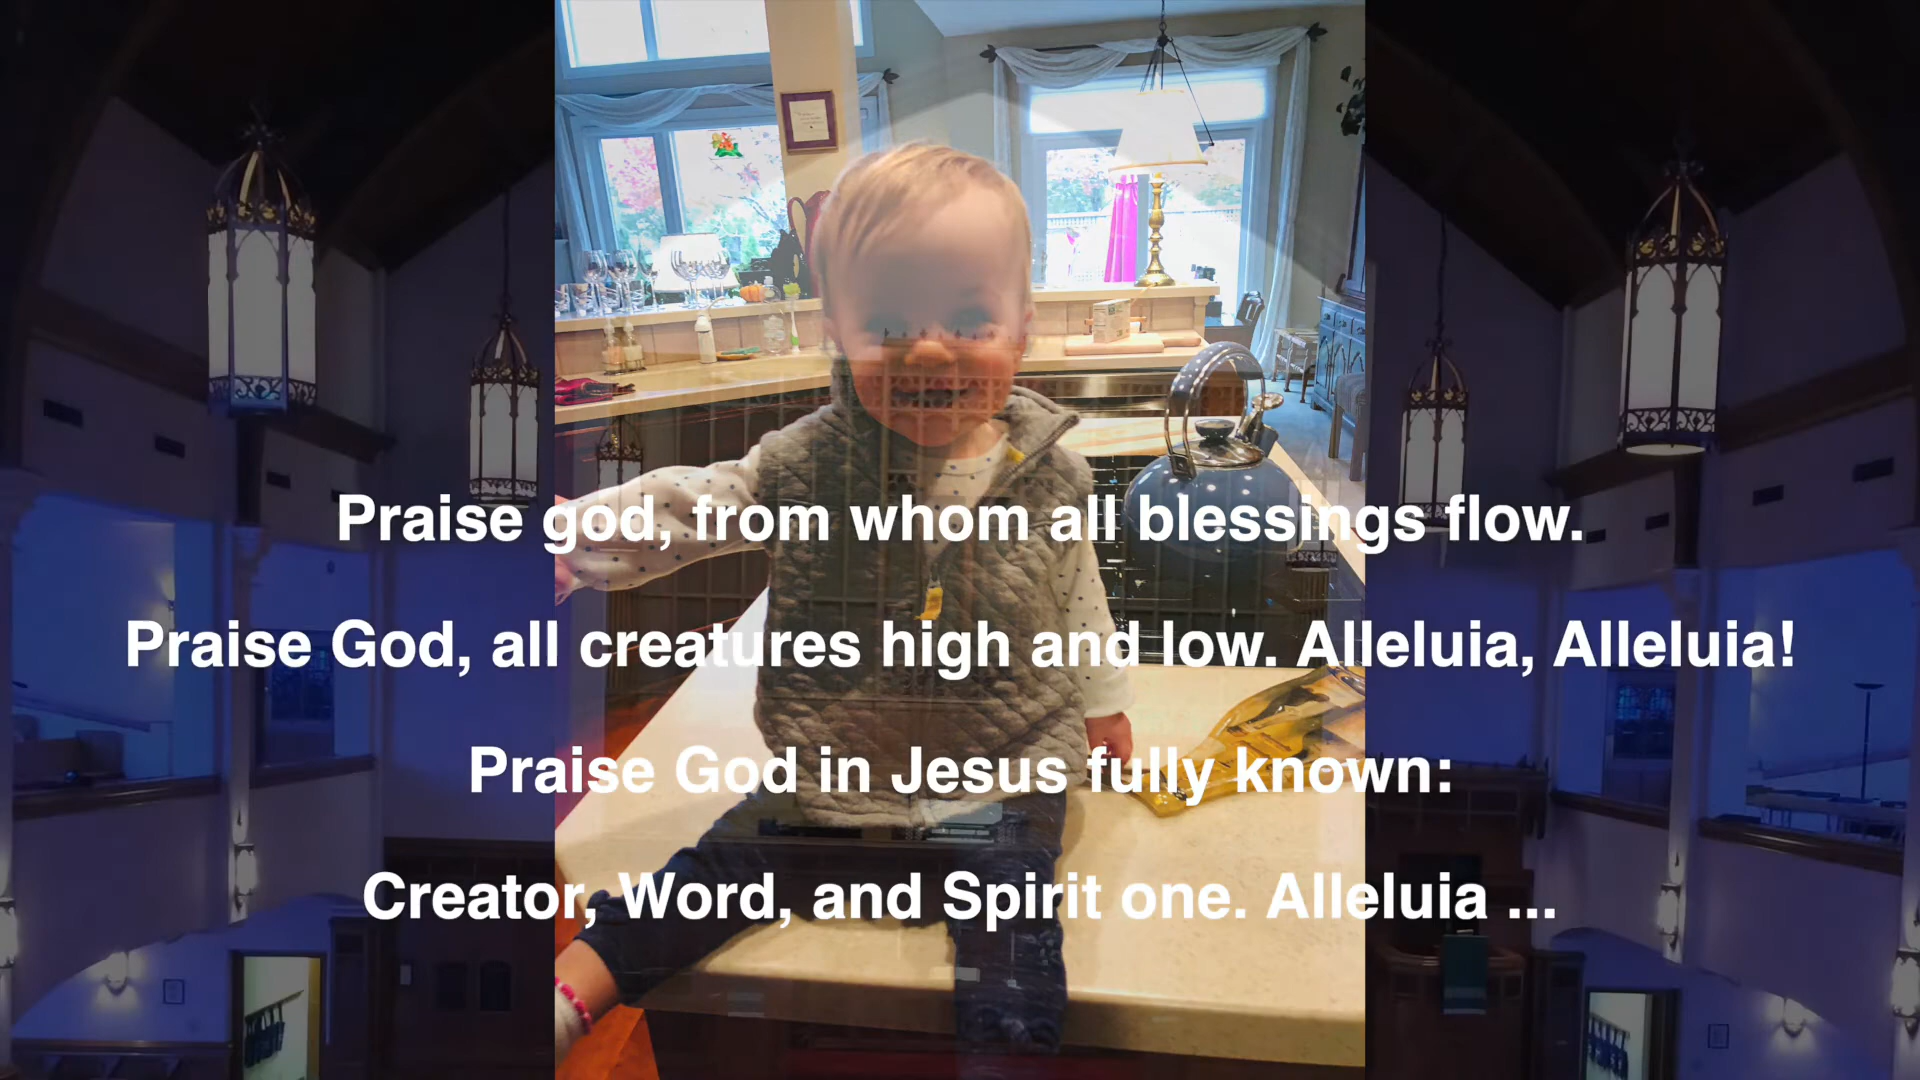 Praise god, from whom all blessings flow.
Praise God, all creatures high and low. Alleluia, Alleluia!
Praise God in Jesus fully known:
Creator, Word, and Spirit one. Alleluia ...